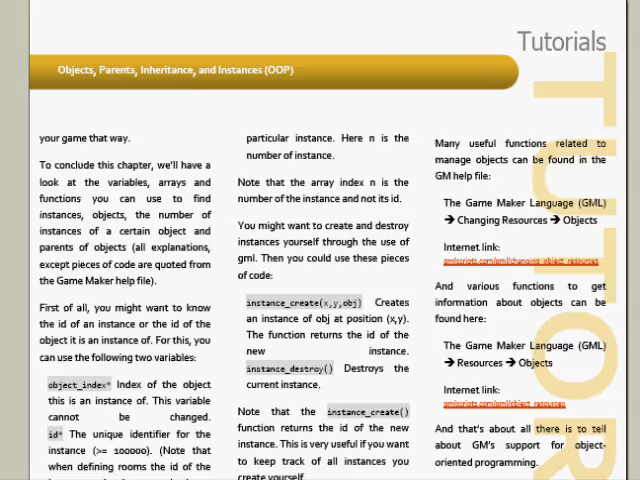 Tutorials
Objects, Parents, Inheritance, and Instances (OOP)
TUTOR
your game that way.
To conclude this chapter, we'll have a
look at the variables, arrays and
functions you can use to find
instances, objects, the number of
instances of a certain object and
parents of objects (all explanations,
except pieces of code are quoted from
the Game Maker help file).
First of all, you might want to know
the id of an instance or the id of the
object it is an instance of. For this, you
can use the following two variables:
object_index* Index of the object
this is an instance of. This variable
cannot be changed.
id* The unique identifier for the
instance (>= 100000). (Note that
when defining rooms the id of the
particular instance. Here n is the
number of instance.
Note that the array index n is the
number of the instance and not its id.
You might want to create and destroy
instances yourself through the use of
gml. Then you could use these pieces
of code:
instance_create(x,y,obj) Creates
an instance of obj at position (x,y).
The function returns the id of the
new instance.
instance_destroy() Destroys the
current instance.
Note that the instance_create()
function returns the id of the new
instance. This is very useful if you want
to keep track of all instances you
create yourself.
Many useful functions related to
manage objects can be found in the
GM help file:
The Game Maker Language (GML)
➔ Changing Resources ➔ Objects
Internet link:
gmlscripts.com/gml/changing_object_resources
And various functions to get
information about objects can be
found here:
The Game Maker Language (GML)
➔ Resources ➔ Objects
Internet link:
gmlscripts.com/gml/object_resources
And that's about all there is to tell
about GM's support for object-
oriented programming.